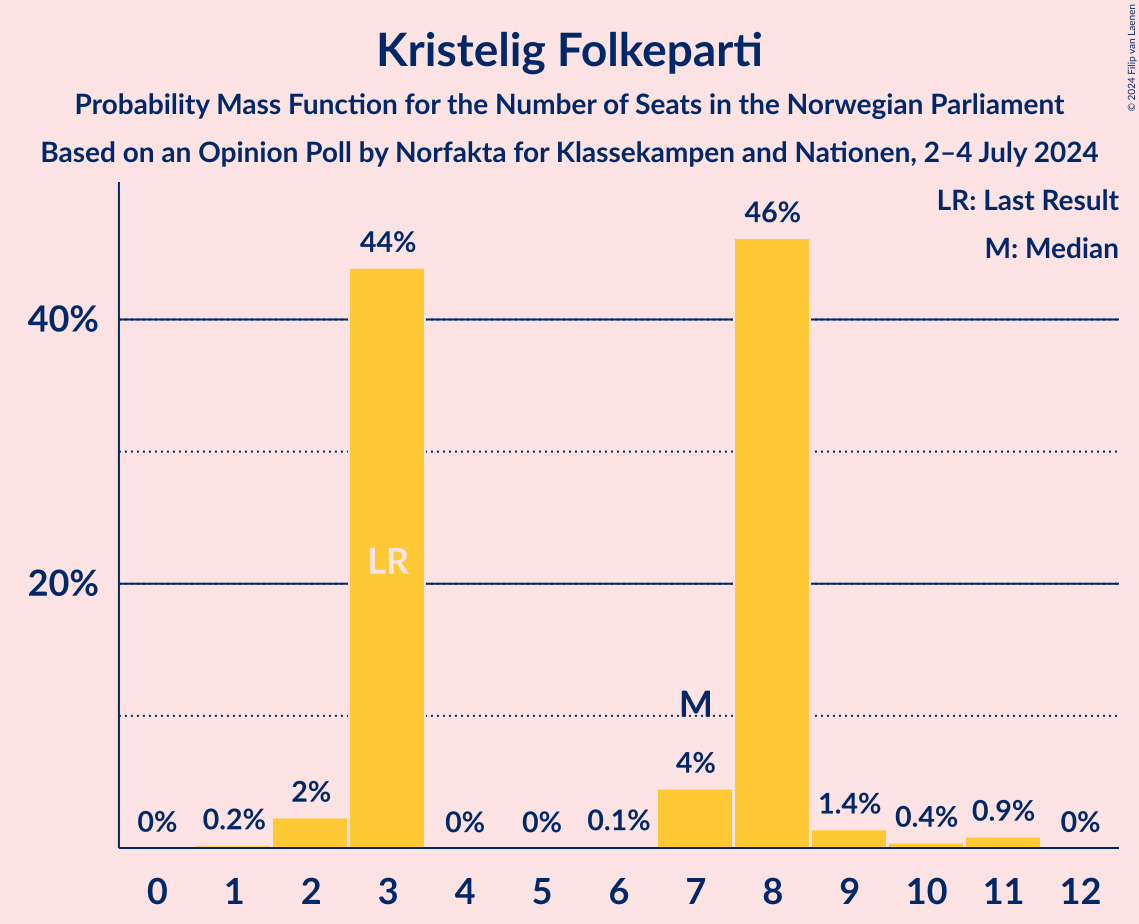 Kristelig Folkeparti
Probability Mass Function for the Number of Seats in the Norwegian Parliament
Based on an Opinion Poll by Norfakta for Klassekampen and Nationen, 2–4 July 2024
© 2024 Filip van Laenen
LR: Last Result
M: Median
46%
44%
40%
LR
20%
M
4%
2%
0%
0.2%
0%
0%
0.1%
1.4%
0.4%
0.9%
0%
0 1 2 3 4 5 6 7 8 9 10 11 12